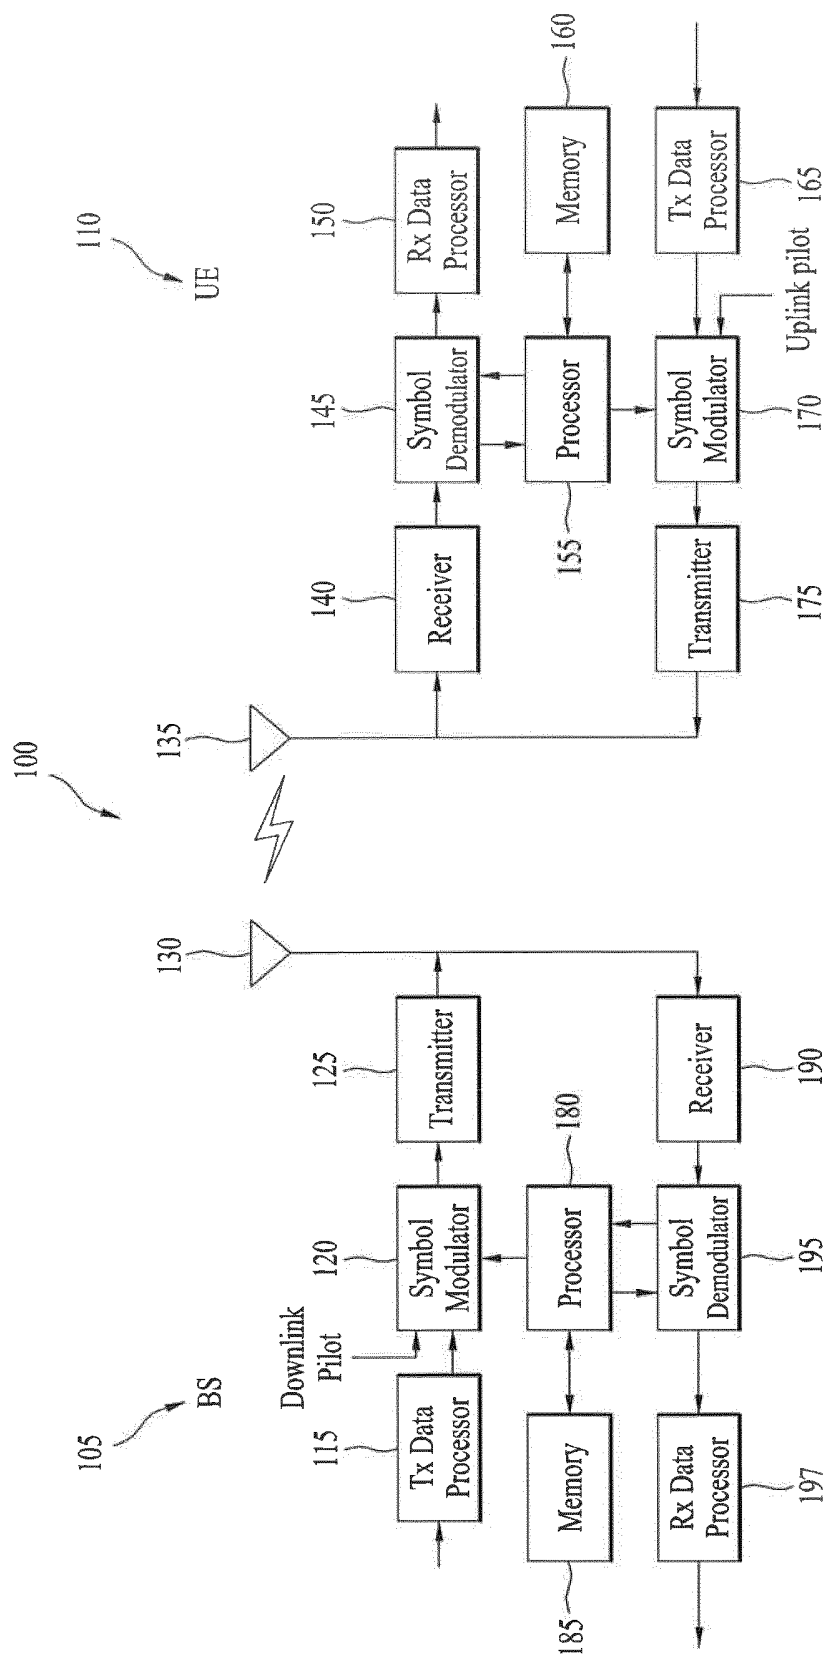 100
105
BS
110
UE
115
Tx Data
Processor
Downlink
Pilot
120
Symbol
Modulator
125
Transmitter
130
135
140
Receiver
145
Symbol
Demodulator
150
Rx Data
Processor
185
Memory
180
Processor
155
Processor
160
Memory
197
Rx Data
Processor
195
Symbol
Demodulator
190
Receiver
175
Transmitter
170
Symbol
Modulator
Uplink pilot
165
Tx Data
Processor